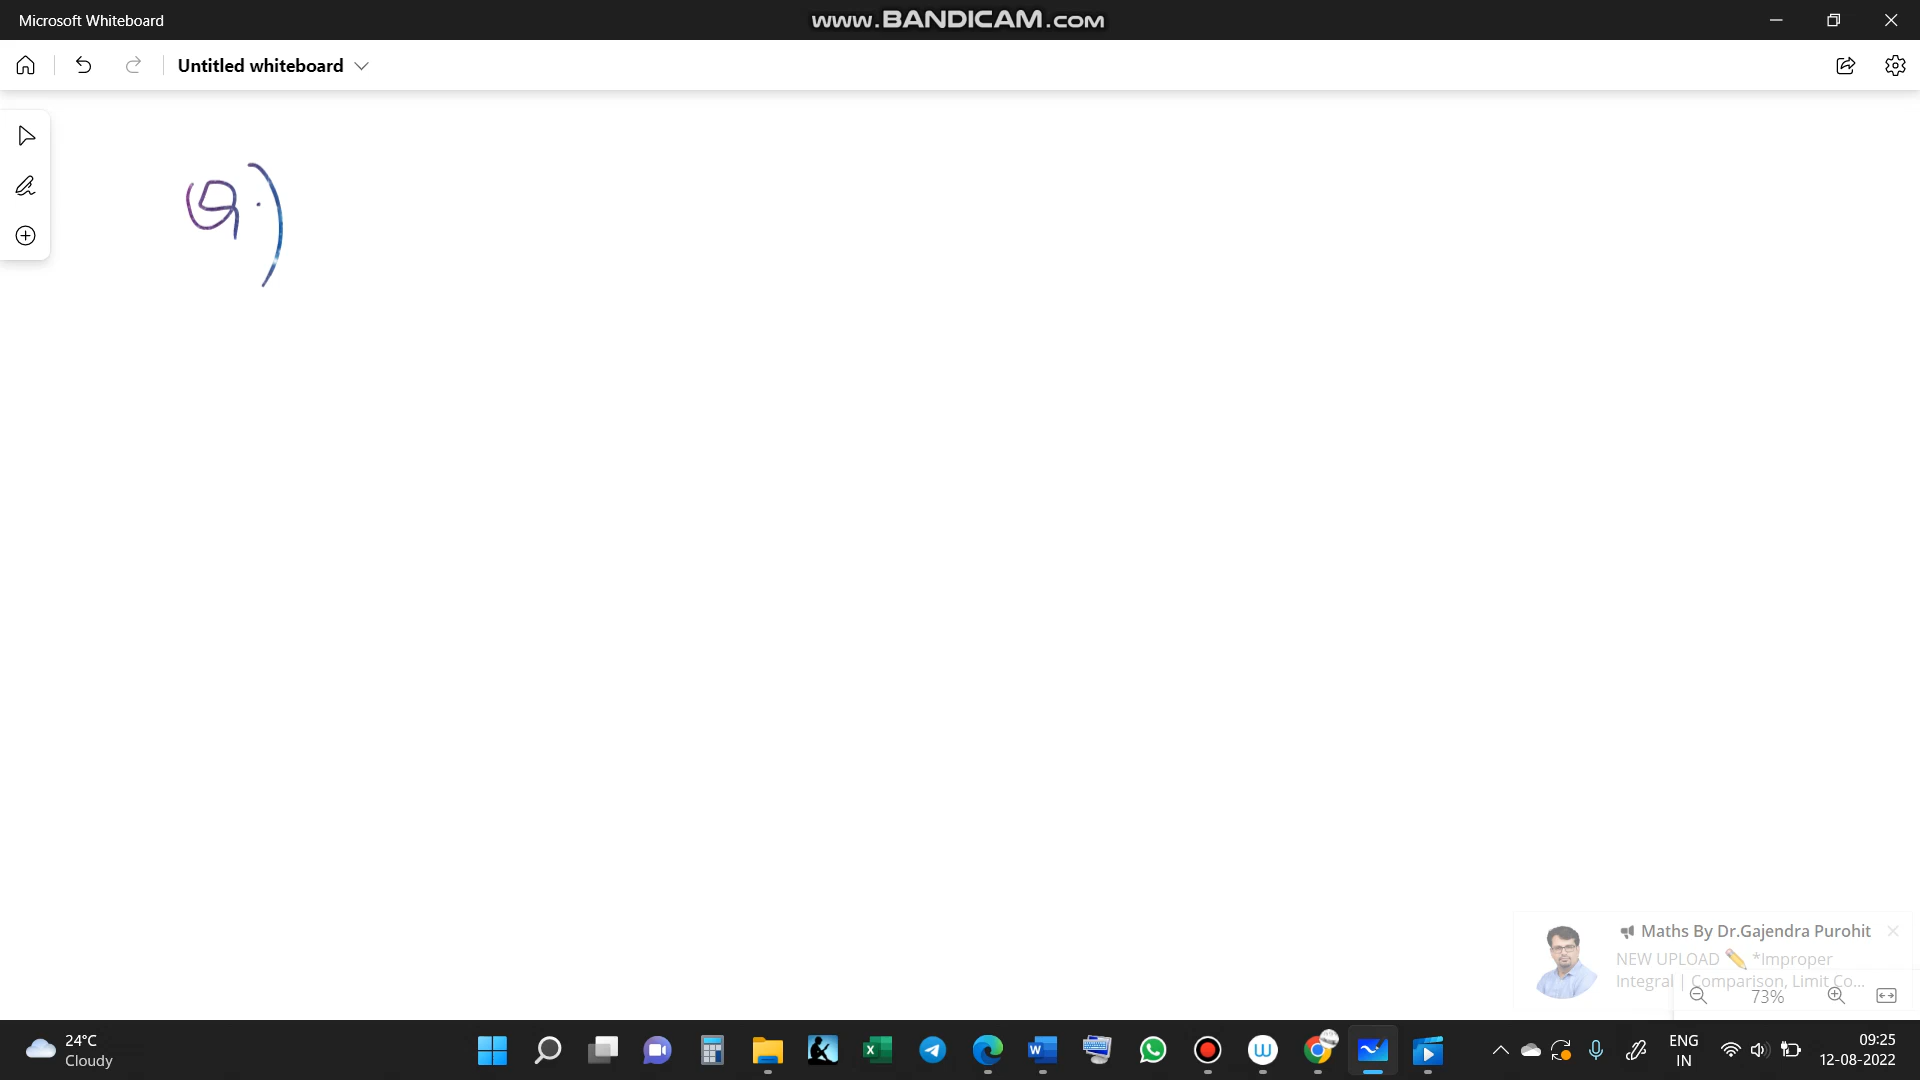 Microsoft Whiteboard
www.BANDICAM.com
Untitled whiteboard
Q.)
Maths By Dr.Gajendra Purohit
NEW UPLOAD ✏️ *Improper
Integral | Comparison, Limit Co...
73%
24°C
Cloudy
ENG
IN
09:25
12-08-2022